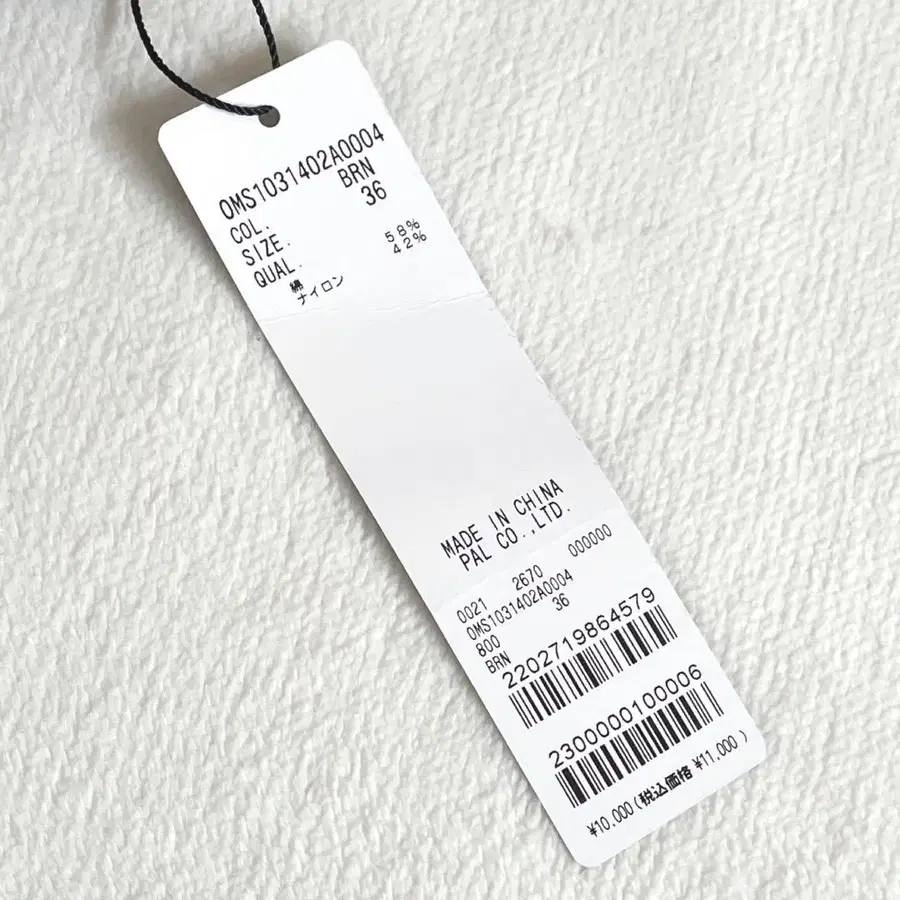 OMS1031402A0004
COL. BRN
SIZE. 36
QUAL.
綿 58%
ナイロン 42%
MADE IN CHINA
PAL CO.,LTD.
0021 2670 000000
OMS1031402A0004
800 36
BRN
2202719864579
2300000100006
¥10,000(税込価格 ¥11,000 )